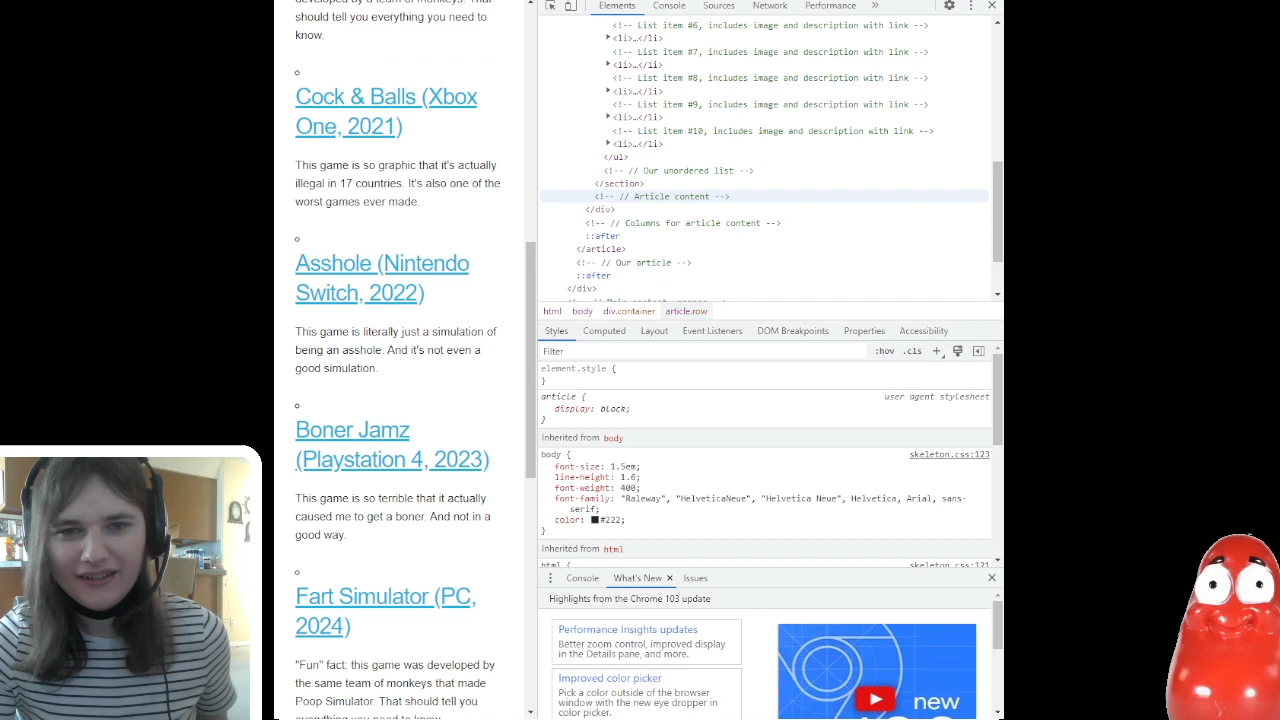 developed by a team of monkeys. That
should tell you everything you need to
know.
Cock & Balls (Xbox
One, 2021)
This game is so graphic that it's actually
illegal in 17 countries. It's also one of the
worst games ever made.
Asshole (Nintendo
Switch, 2022)
This game is literally just a simulation of
being an asshole. And it's not even a
good simulation.
Boner Jamz
(Playstation 4, 2023)
This game is so terrible that it actually
caused me to get a boner. And not in a
good way.
Fart Simulator (PC,
2024)
"Fun" fact: this game was developed by
the same team of monkeys that made
Poop Simulator. That should tell you
everything you need to know.
Elements Console Sources Network Performance »
<!-- List item #6, includes image and description with link -->
<li>…</li>
<!-- List item #7, includes image and description with link -->
<li>…</li>
<!-- List item #8, includes image and description with link -->
<li>…</li>
<!-- List item #9, includes image and description with link -->
<li>…</li>
<!-- List item #10, includes image and description with link -->
<li>…</li>
</ul>
<!-- // Our unordered list -->
</section>
<!-- // Article content -->
</div>
<!-- // Columns for article content -->
::after
</article>
<!-- // Our article -->
::after
</div>
<!-- // Main content wrapper -->
html body div.container article.row
Styles Computed Layout Event Listeners DOM Breakpoints Properties Accessibility
Filter :hov .cls +
element.style {
}
article { user agent stylesheet
display: block;
}
Inherited from body
body { skeleton.css:123
font-size: 1.5em;
line-height: 1.6;
font-weight: 400;
font-family: "Raleway", "HelveticaNeue", "Helvetica Neue", Helvetica, Arial, sans-
serif;
color: #222;
}
Inherited from html
html { skeleton.css:121
Console What's New × Issues
Highlights from the Chrome 103 update
Performance Insights updates
Better zoom control, improved display
in the Details pane, and more.
Improved color picker
Pick a color outside of the browser
window with the new eye dropper in
color picker.
new